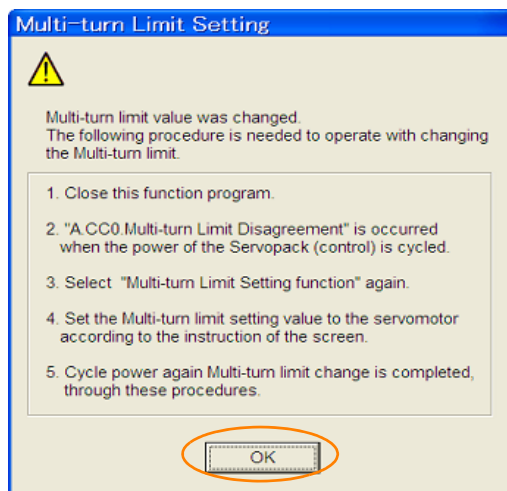 Multi-turn Limit Setting
Multi-turn limit value was changed.
The following procedure is needed to operate with changing
the Multi-turn limit.
1. Close this function program.
2. "A.CC0.Multi-turn Limit Disagreement" is occurred
when the power of the Servopack (control) is cycled.
3. Select "Multi-turn Limit Setting function" again.
4. Set the Multi-turn limit setting value to the servomotor
according to the instruction of the screen.
5. Cycle power again Multi-turn limit change is completed,
through these procedures.
OK